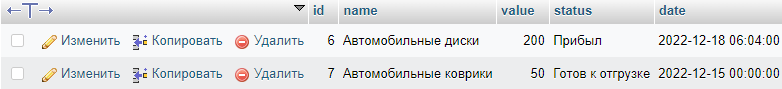 id name value status date
Изменить Копировать Удалить 6 Автомобильные диски 200 Прибыл 2022-12-18 06:04:00
Изменить Копировать Удалить 7 Автомобильные коврики 50 Готов к отгрузке 2022-12-15 00:00:00